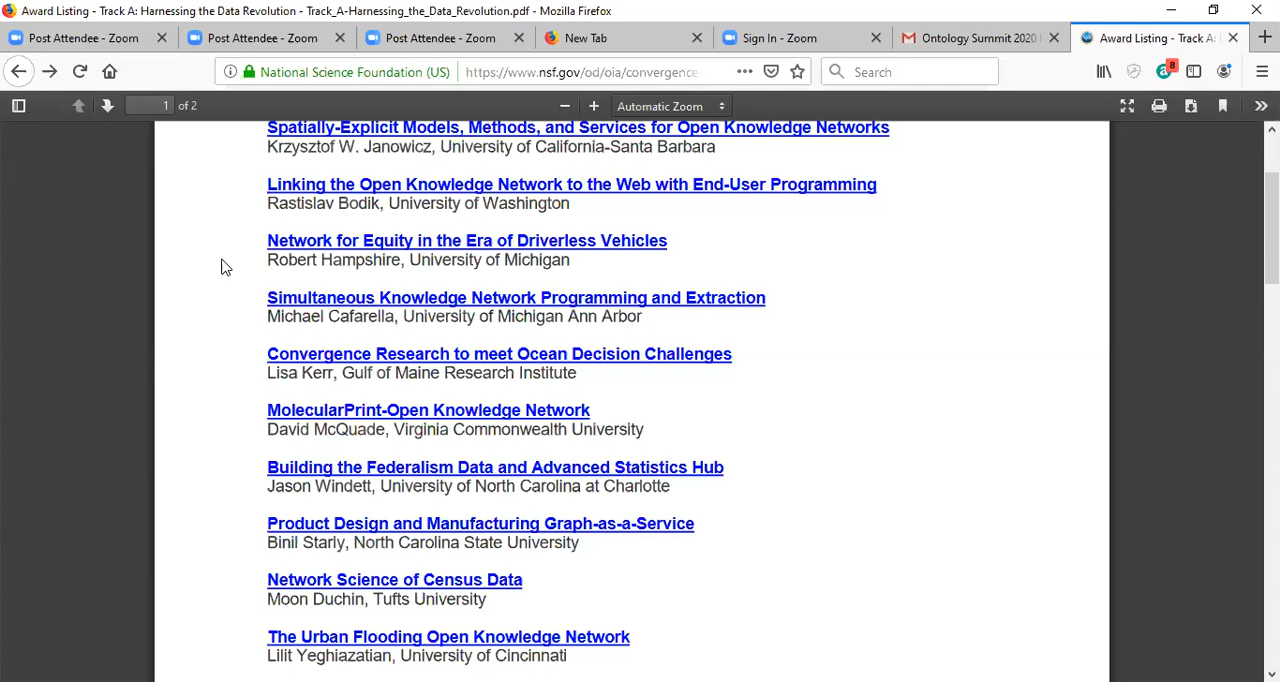 Award Listing - Track A: Harnessing the Data Revolution - Track_A-Harnessing_the_Data_Revolution.pdf - Mozilla Firefox
Post Attendee - Zoom
Post Attendee - Zoom
Post Attendee - Zoom
New Tab
Sign In - Zoom
Ontology Summit 2020
Award Listing - Track A:
National Science Foundation (US)
https://www.nsf.gov/od/oia/convergence
Search
8
1 of 2
Automatic Zoom
Spatially-Explicit Models, Methods, and Services for Open Knowledge Networks
Krzysztof W. Janowicz, University of California-Santa Barbara
Linking the Open Knowledge Network to the Web with End-User Programming
Rastislav Bodik, University of Washington
Network for Equity in the Era of Driverless Vehicles
Robert Hampshire, University of Michigan
Simultaneous Knowledge Network Programming and Extraction
Michael Cafarella, University of Michigan Ann Arbor
Convergence Research to meet Ocean Decision Challenges
Lisa Kerr, Gulf of Maine Research Institute
MolecularPrint-Open Knowledge Network
David McQuade, Virginia Commonwealth University
Building the Federalism Data and Advanced Statistics Hub
Jason Windett, University of North Carolina at Charlotte
Product Design and Manufacturing Graph-as-a-Service
Binil Starly, North Carolina State University
Network Science of Census Data
Moon Duchin, Tufts University
The Urban Flooding Open Knowledge Network
Lilit Yeghiazatian, University of Cincinnati